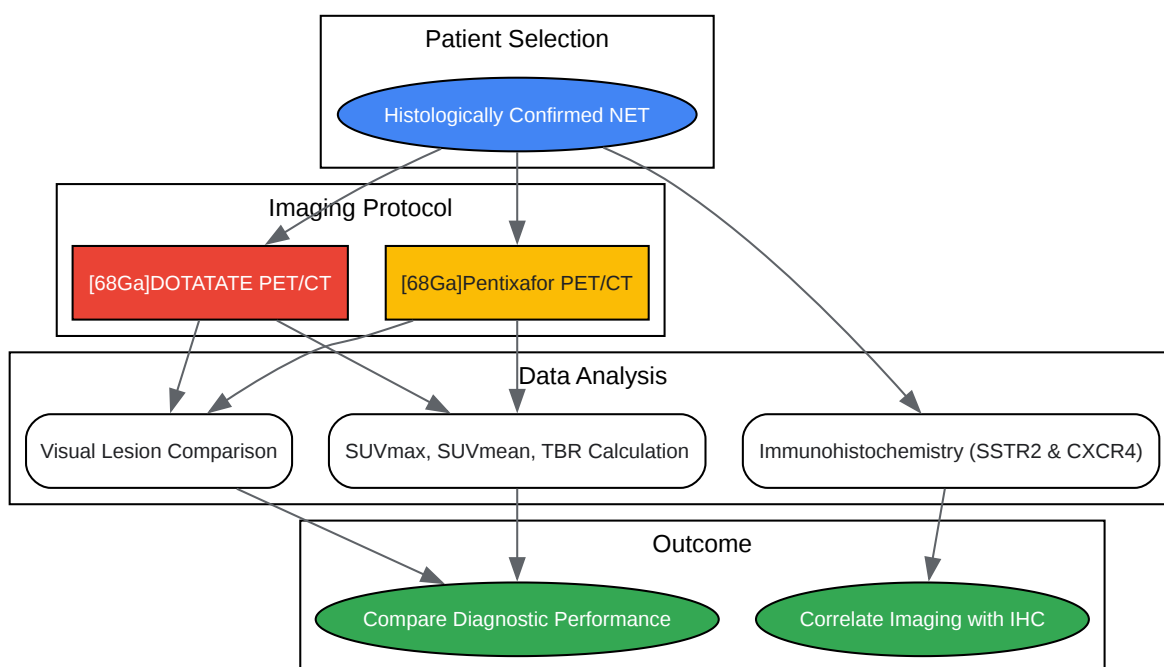 Patient Selection
Histologically Confirmed NET
Imaging Protocol
[68Ga]DOTATATE PET/CT
[68Ga]Pentixafor PET/CT
Data Analysis
Visual Lesion Comparison
SUVmax, SUVmean, TBR Calculation
Immunohistochemistry (SSTR2 & CXCR4)
Outcome
Compare Diagnostic Performance
Correlate Imaging with IHC